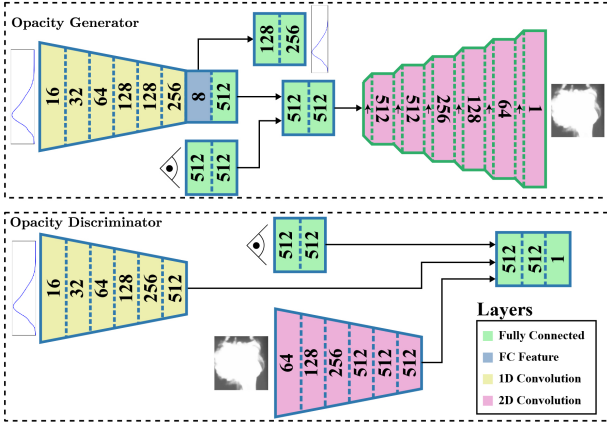 Opacity Generator
16 32 64 128 128 256 8 512
128 256
512 512
512 512
512 512 256 128 64 1
Opacity Discriminator
16 32 64 128 256 512
512 512
64 128 256 512 512 512
512 512 1
Layers
Fully Connected
FC Feature
1D Convolution
2D Convolution